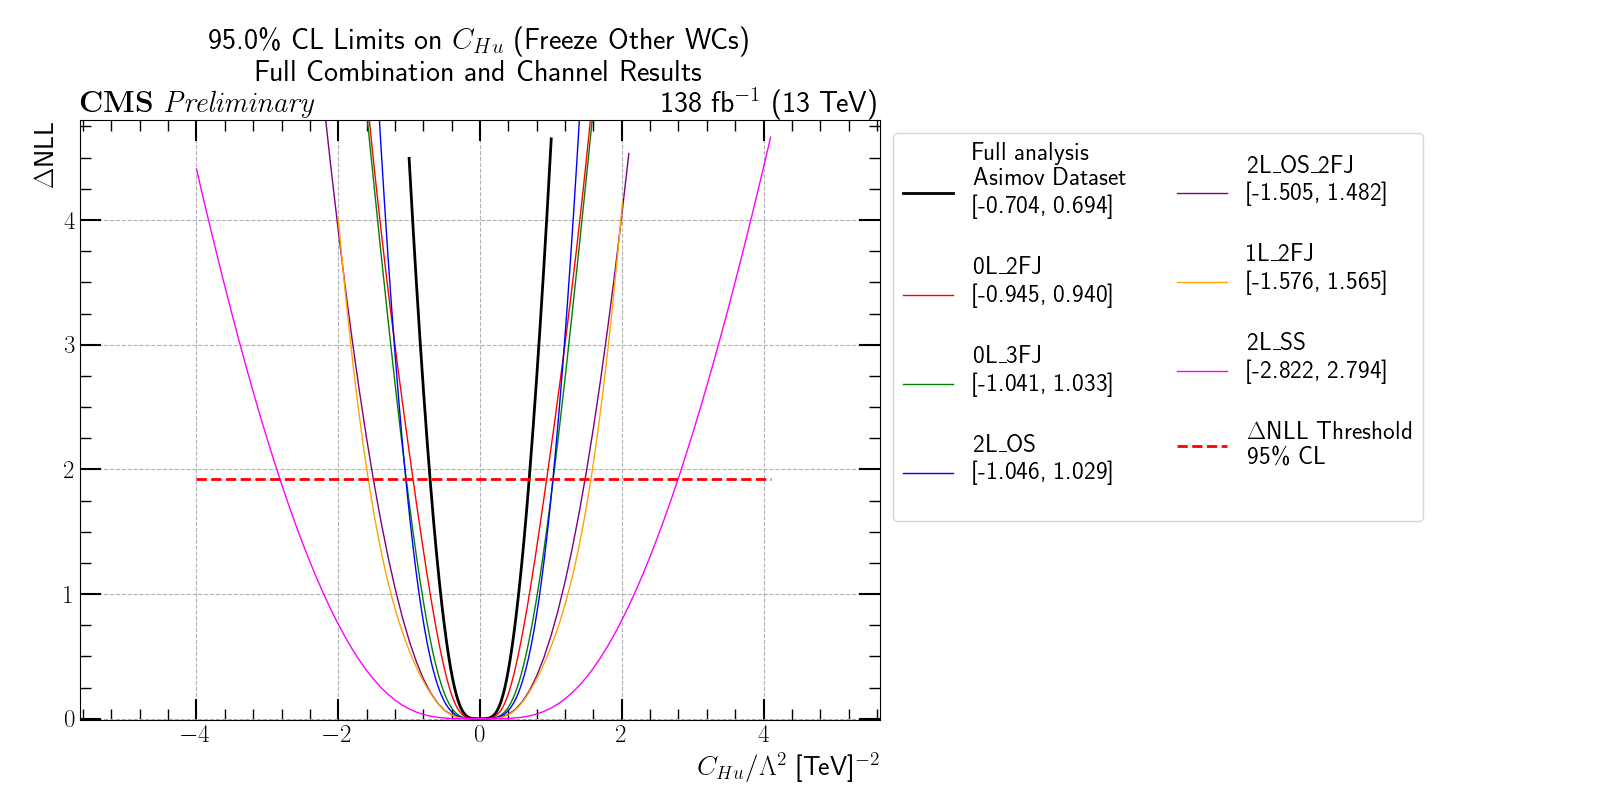 95.0% CL Limits on C_{Hu} (Freeze Other WCs)
Full Combination and Channel Results
CMS Preliminary
138 fb^{-1} (13 TeV)
ΔNLL
4
3
2
1
0
−4
−2
0
2
4
C_{Hu}/Λ^2 [TeV]^{−2}
Full analysis
Asimov Dataset
[-0.704, 0.694]
0L_2FJ
[-0.945, 0.940]
0L_3FJ
[-1.041, 1.033]
2L_OS
[-1.046, 1.029]
2L_OS_2FJ
[-1.505, 1.482]
1L_2FJ
[-1.576, 1.565]
2L_SS
[-2.822, 2.794]
ΔNLL Threshold
95% CL